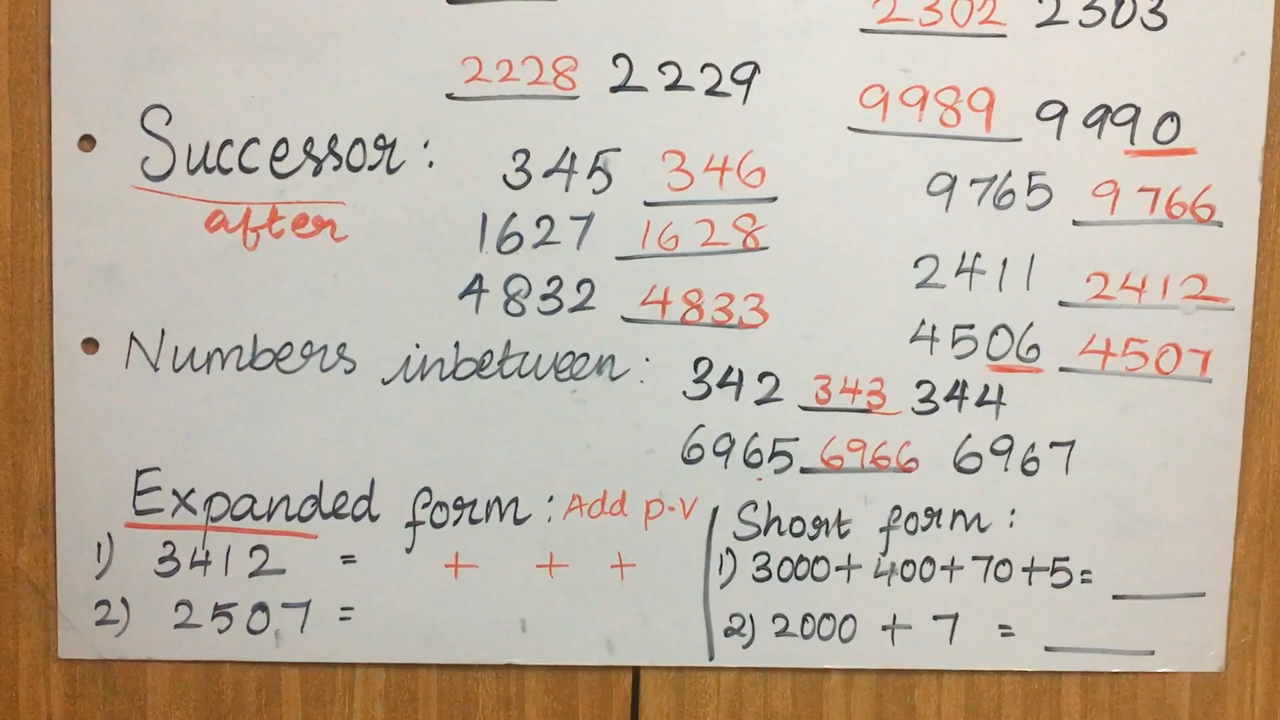 2302 2303
2228 2229
9989 9990
• Successor:
after
345 346
9765 9766
1627 1628
2411 2412
4832 4833
4506 4507
• Numbers inbetween:
342 343 344
6965 6966 6967
Expanded form: Add p.v
1) 3412 = + + +
2) 2507 =
Short form:
1) 3000+400+70+5= ____
2) 2000 + 7 = ____